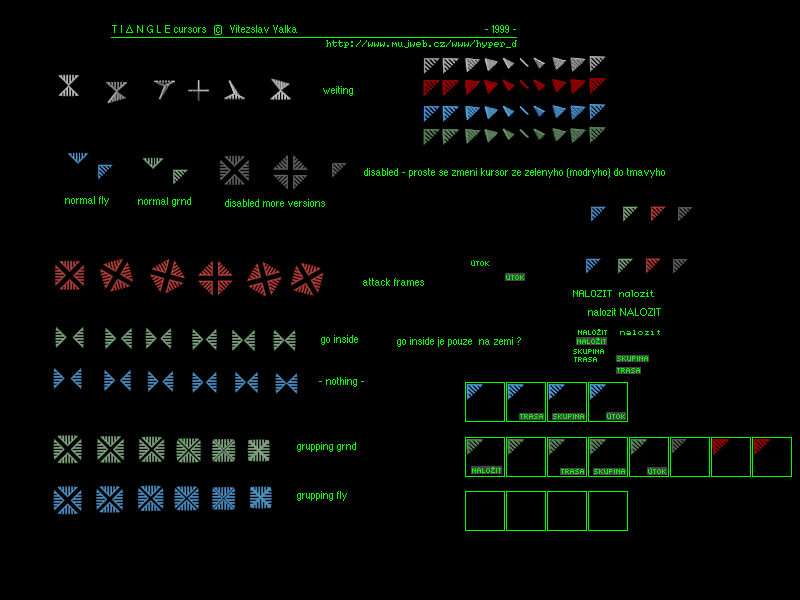 T I Δ N G L E cursors © Vitezslav Valka - 1999 -
http://www.mujweb.cz/www/hyper_d
weiting
disabled - proste se zmeni kursor ze zelenyho (modryho) do tmavyho
normal fly
normal grnd
disabled more versions
ÚTOK
ÚTOK
attack frames
NALOZIT nalozit
nalozil NALOZIT
go inside
go inside je pouze na zemi ?
NALOŽIT nalozit
NALOŽIT
SKUPINA
TRASA
SKUPINA
TRASA
- nothing -
TRASA SKUPINA ÚTOK
grupping grnd
NALOŽIT TRASA SKUPINA ÚTOK
grupping fly